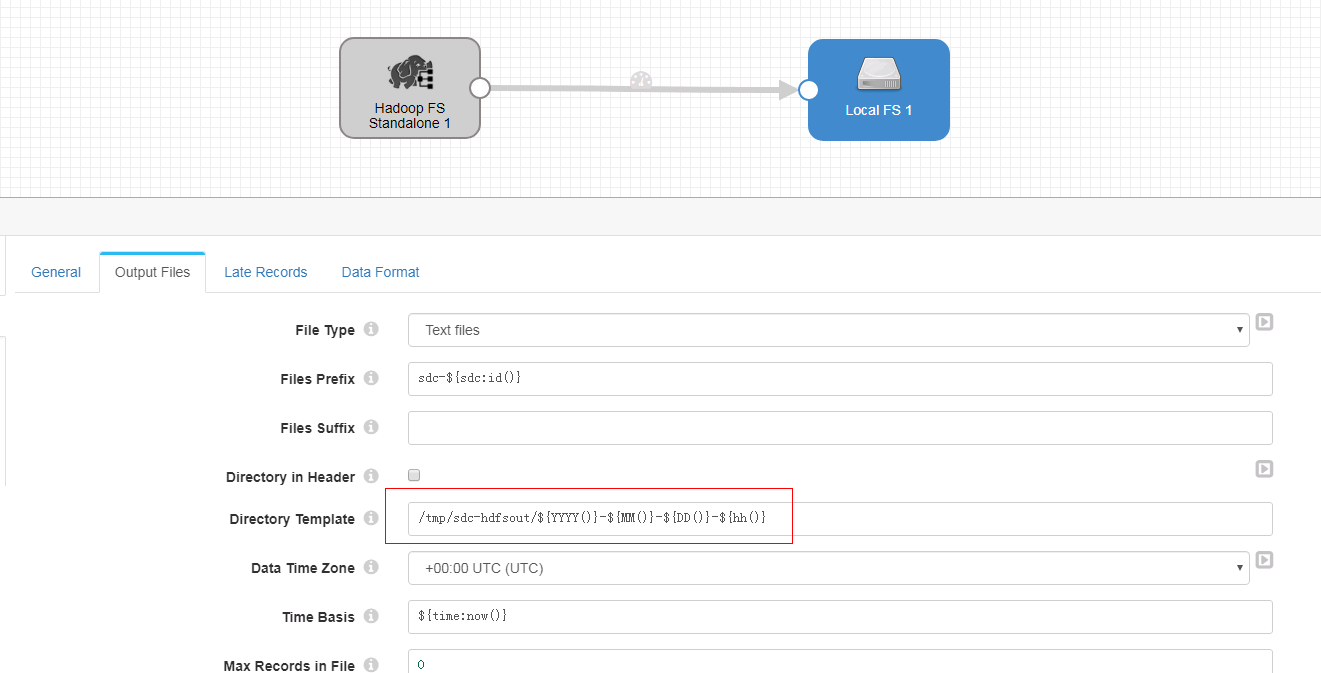 Hadoop FS
Standalone 1
Local FS 1
General
Output Files
Late Records
Data Format
File Type
Text files
Files Prefix
sdc-${sdc:id()}
Files Suffix
Directory in Header
Directory Template
/tmp/sdc-hdfsout/${YYYY()}-${MM()}-${DD()}-${hh()}
Data Time Zone
+00:00 UTC (UTC)
Time Basis
${time:now()}
Max Records in File
0